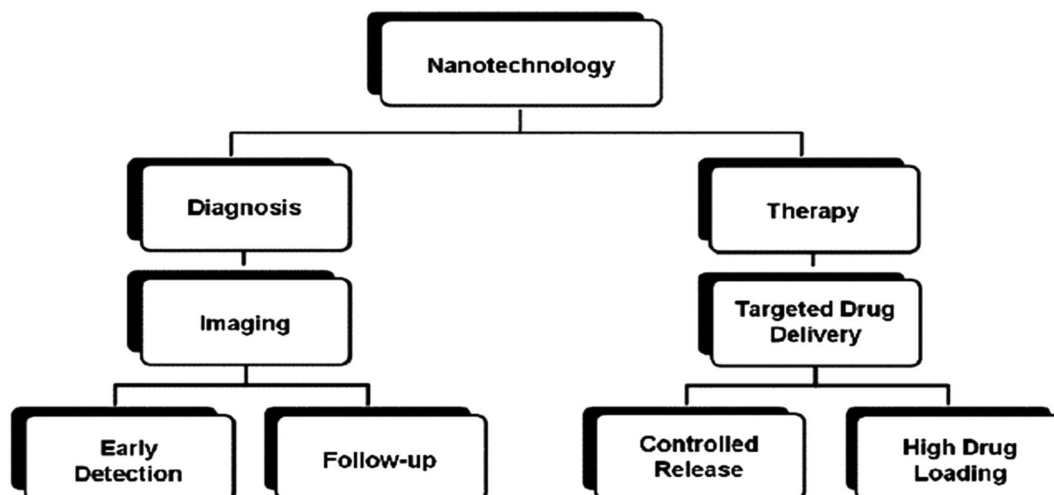 Nanotechnology
Diagnosis
Therapy
Imaging
Targeted Drug
Delivery
Early
Detection
Follow-up
Controlled
Release
High Drug
Loading